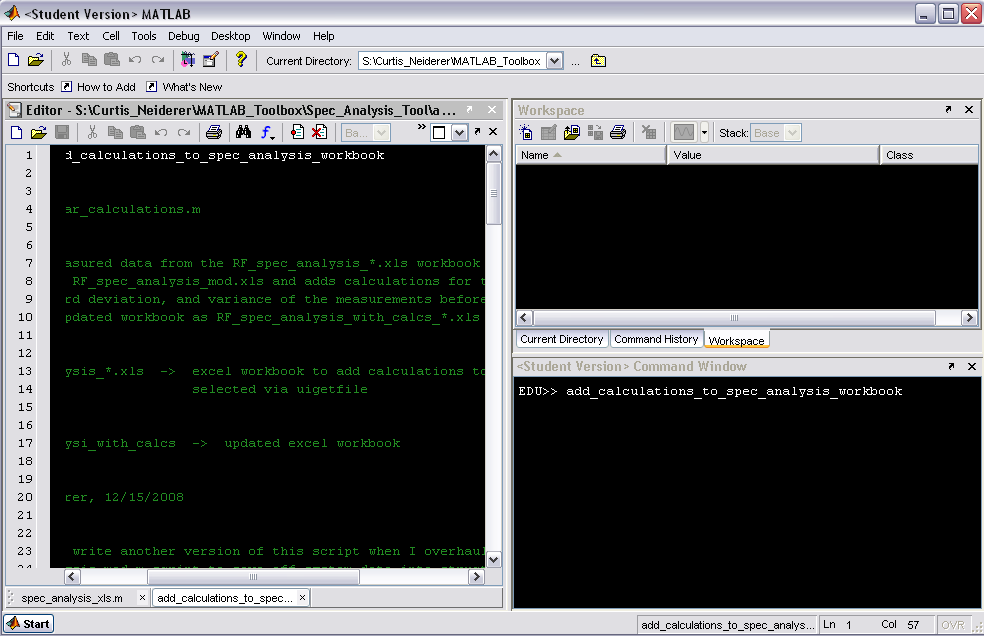 <Student Version> MATLAB
File Edit Text Cell Tools Debug Desktop Window Help
Current Directory: S:\Curtis_Neiderer\MATLAB_Toolbox ...
Shortcuts How to Add What's New
Editor - S:\Curtis_Neiderer\MATLAB_Toolbox\Spec_Analysis_Tool\a...
Ba... »
1 i_calculations_to_spec_analysis_workbook
2
3
4 ar_calculations.m
5
6
7 asured data from the RF_spec_analysis_*.xls workbook
8 RF_spec_analysis_mod.xls and adds calculations for t
9 rd deviation, and variance of the measurements before
10 pdated workbook as RF_spec_analysis_with_calcs_*.xls
11
12
13 ysis_*.xls -> excel workbook to add calculations to
14 selected via uigetfile
15
16
17 ysi_with_calcs -> updated excel workbook
18
19
20 rer, 12/15/2008
21
22
23 write another version of this script when I overhaul
spec_analysis_xls.m × add_calculations_to_spec... ×
Workspace
Stack: Base
Name Value Class
Current Directory Command History Workspace
<Student Version> Command Window
EDU>> add_calculations_to_spec_analysis_workbook
Start
add_calculations_to_spec_analys... Ln 1 Col 57 OVR